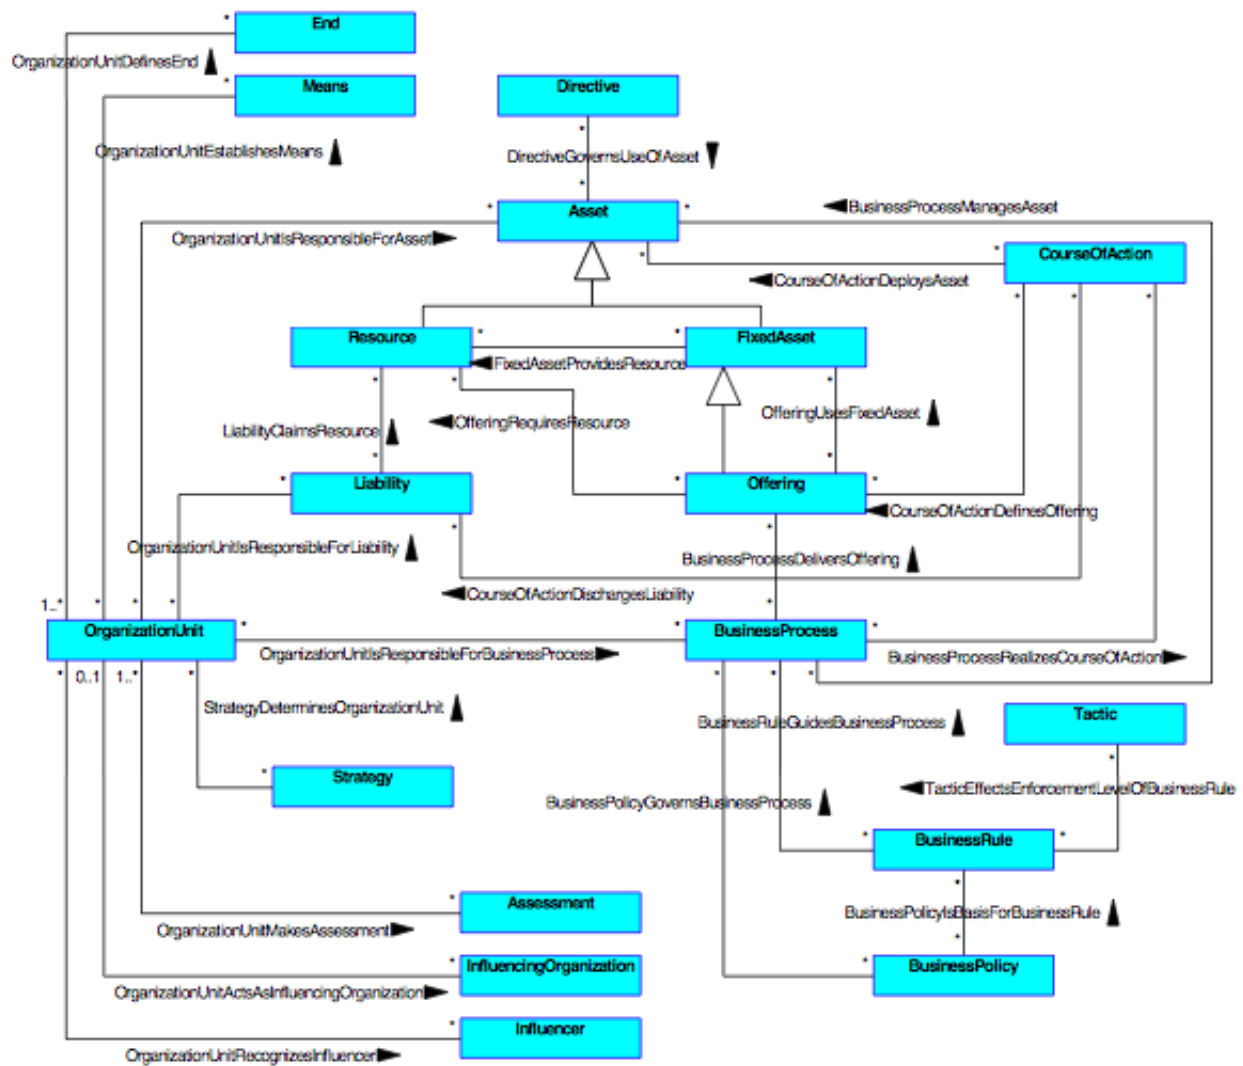 *
End
OrganizationUnitDefinesEnd
*
Means
Directive
OrganizationUnitEstablishesMeans
*
DirectiveGovernsUseOfAsset
*
*
Asset
*
BusinessProcessManagesAsset
OrganizationUnitIsResponsibleForAsset
*
*
CourseOfAction
CourseOfActionDeploysAsset
*
*
*
Resource
*
*
FixedAsset
FixedAssetProvidesResource
*
*
*
OfferingUsesFixedAsset
LiabilityClaimsResource
OfferingRequiresResource
*
*
*
Liability
*
Offering
*
CourseOfActionDefinesOffering
*
*
OrganizationUnitIsResponsibleForLiability
BusinessProcessDeliversOffering
CourseOfActionDischargesLiability
1..*
*
*
*
*
OrganizationUnit
*
*
BusinessProcess
*
OrganizationUnitIsResponsibleForBusinessProcess
BusinessProcessRealizesCourseOfAction
*
0..1
1..*
*
*
*
*
StrategyDeterminesOrganizationUnit
BusinessRuleGuidesBusinessProcess
Tactic
*
Strategy
*
TacticEffectsEnforcementLevelOfBusinessRule
BusinessPolicyGovernsBusinessProcess
*
BusinessRule
*
*
*
Assessment
BusinessPolicyIsBasisForBusinessRule
OrganizationUnitMakesAssessment
*
*
InfluencingOrganization
*
BusinessPolicy
OrganizationUnitActsAsInfluencingOrganization
*
Influencer
OrganizationUnitRecognizesInfluencer